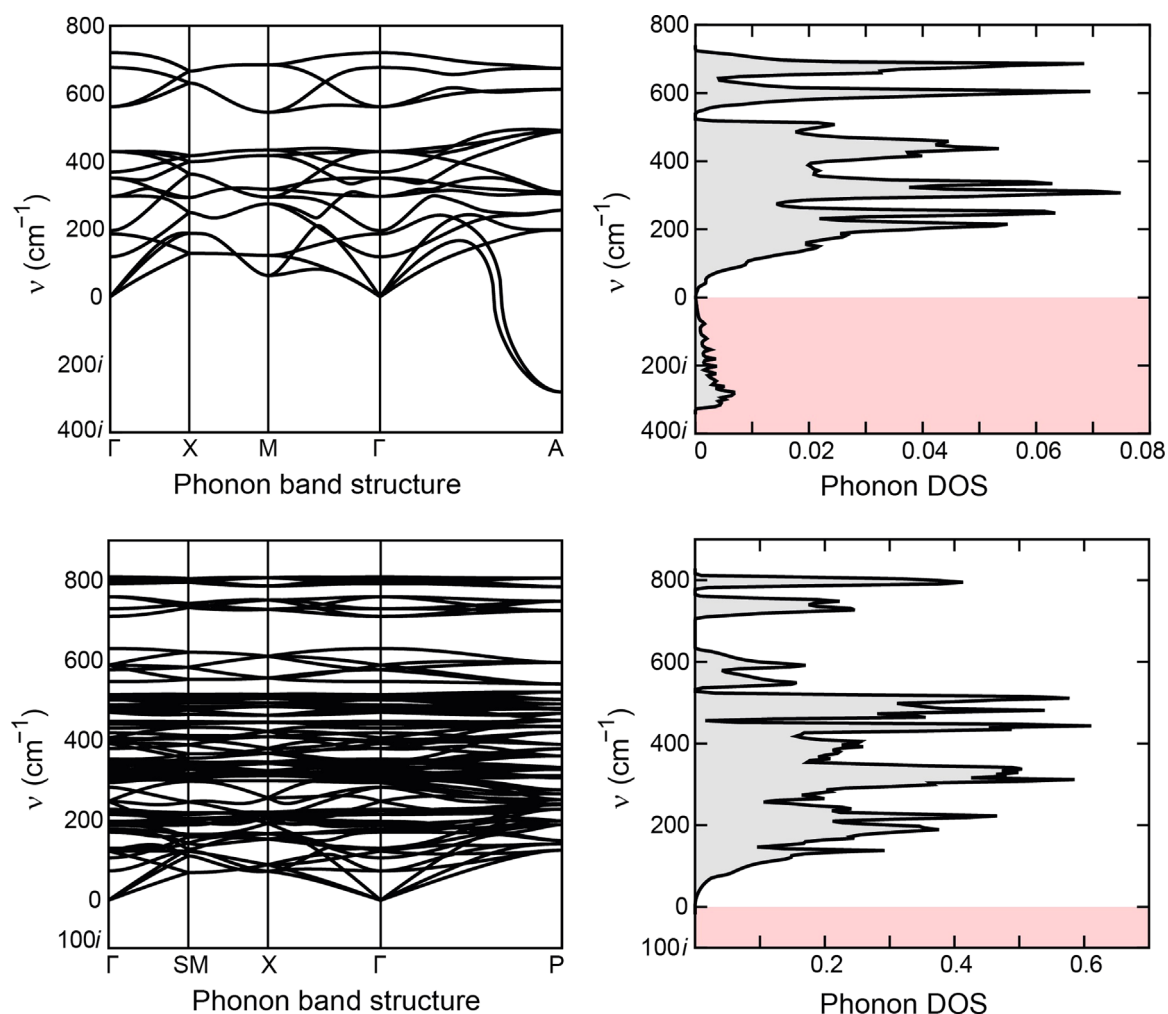 800
600
400
200
0
200i
400i
ν (cm−1)
Γ X M Γ A
Phonon band structure
800
600
400
200
0
200i
400i
ν (cm−1)
0 0.02 0.04 0.06 0.08
Phonon DOS
800
600
400
200
0
100i
ν (cm−1)
Γ SM X Γ P
Phonon band structure
800
600
400
200
0
100i
ν (cm−1)
0.2 0.4 0.6
Phonon DOS